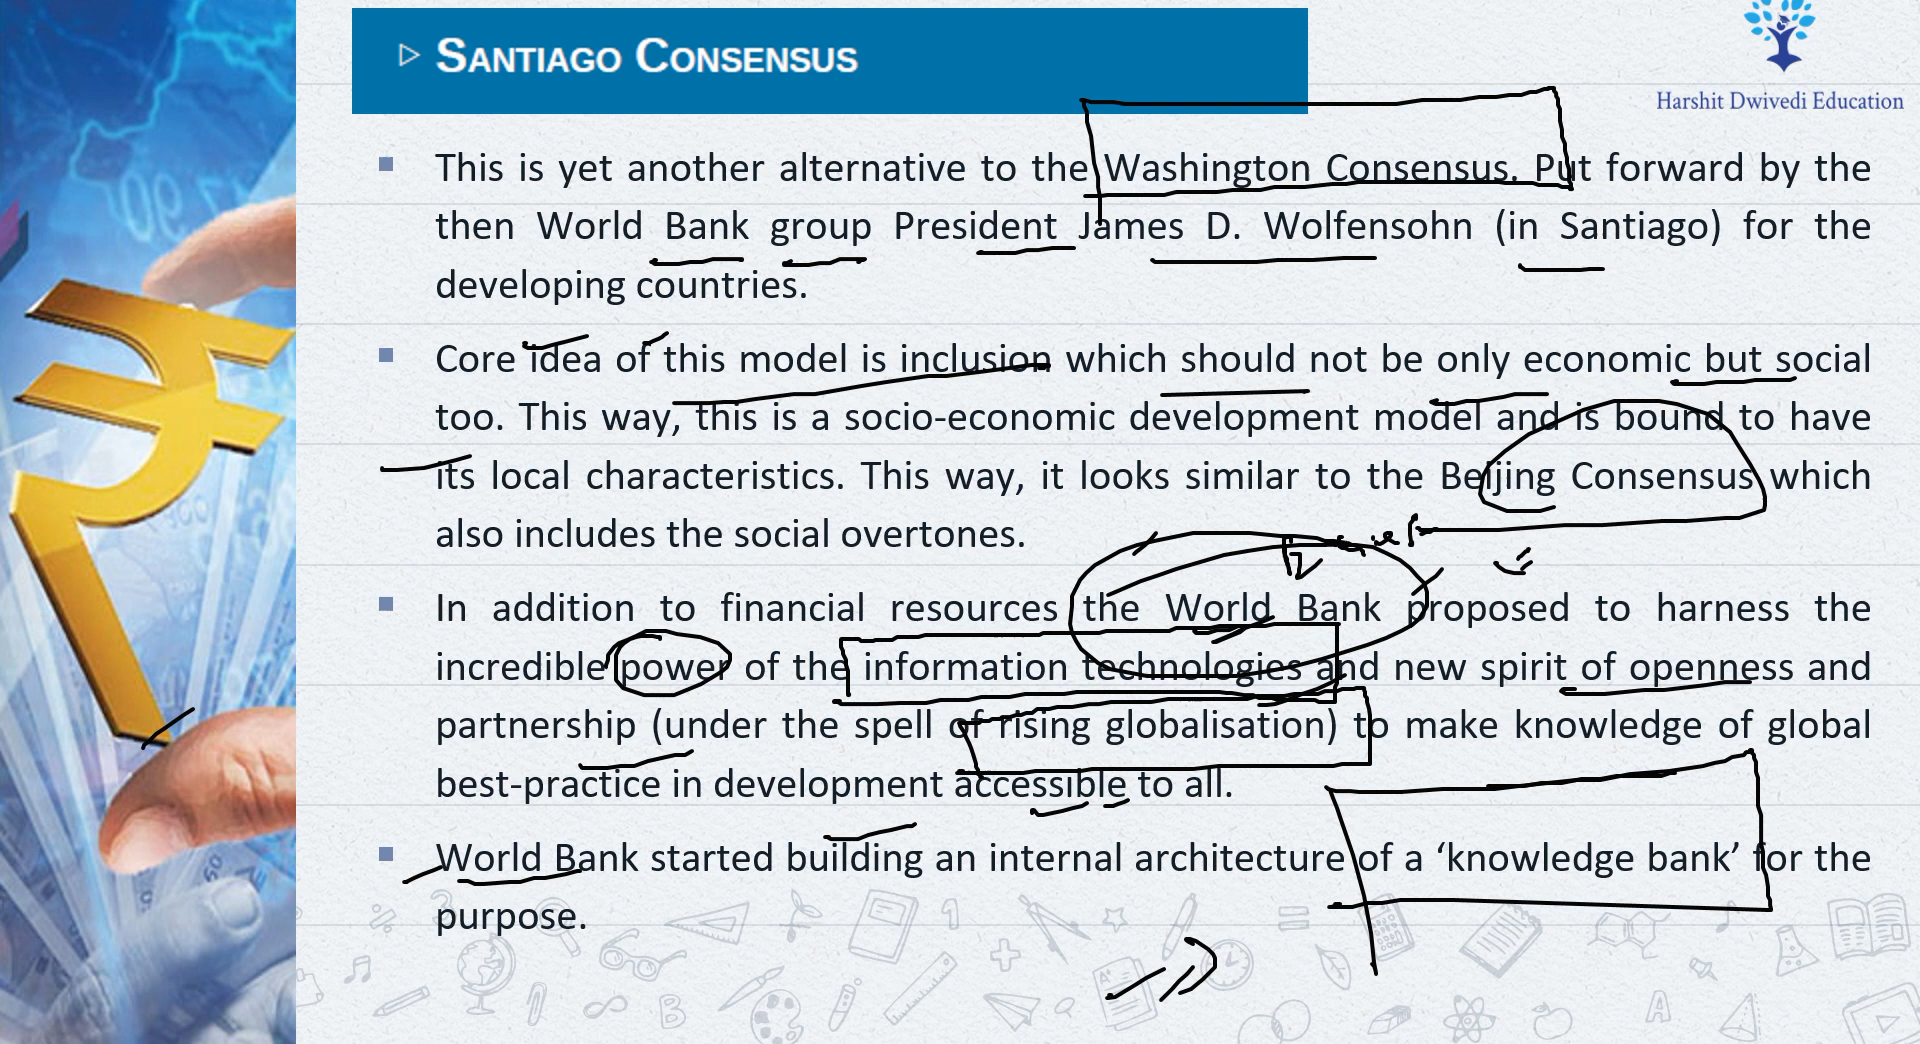 SANTIAGO CONSENSUS
Harshit Dwivedi Education
This is yet another alternative to the Washington Consensus. Put forward by the
then World Bank group President James D. Wolfensohn (in Santiago) for the
developing countries.
Core idea of this model is inclusion which should not be only economic but social
too. This way, this is a socio-economic development model and is bound to have
its local characteristics. This way, it looks similar to the Beijing Consensus which
also includes the social overtones.
In addition to financial resources the World Bank proposed to harness the
incredible power of the information technologies and new spirit of openness and
partnership (under the spell of rising globalisation) to make knowledge of global
best-practice in development accessible to all.
World Bank started building an internal architecture of a ‘knowledge bank’ for the
purpose.